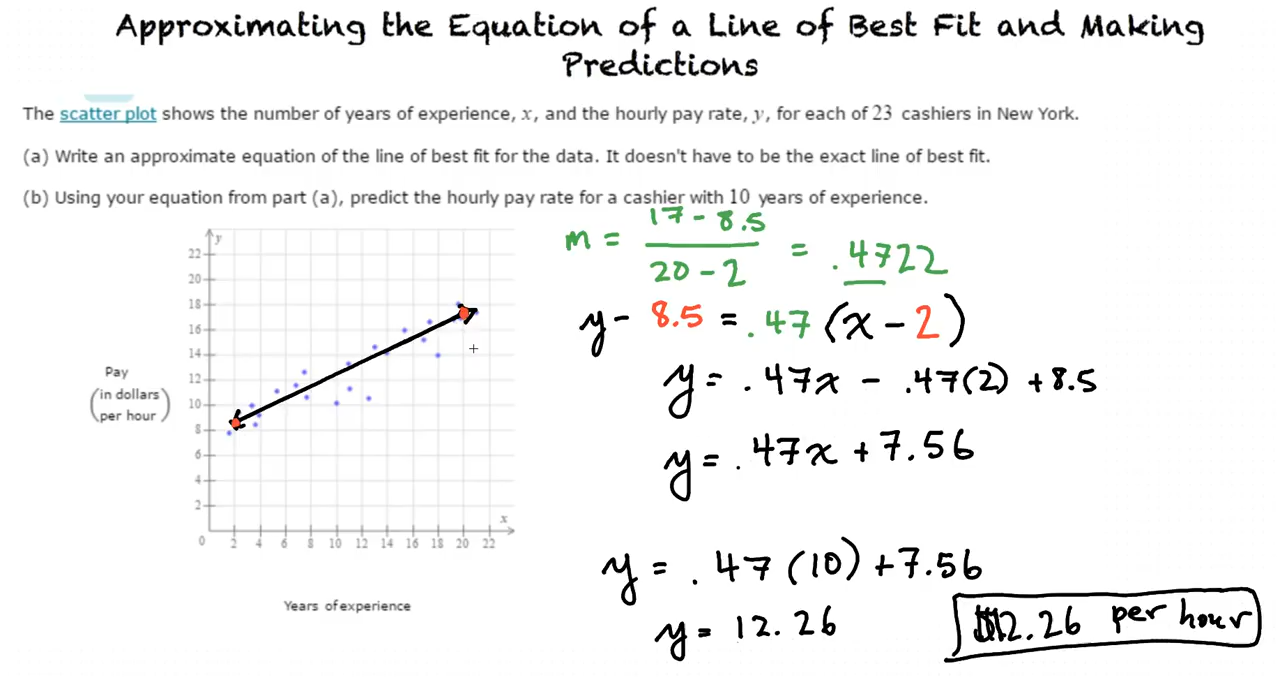 Approximating the Equation of a Line of Best Fit and Making
Predictions
The scatter plot shows the number of years of experience, x, and the hourly pay rate, y, for each of 23 cashiers in New York.
(a) Write an approximate equation of the line of best fit for the data. It doesn't have to be the exact line of best fit.
(b) Using your equation from part (a), predict the hourly pay rate for a cashier with 10 years of experience.
y
22
20
18
16
14
12
10
8
6
4
2
Pay
(in dollars
per hour)
x
0 2 4 6 8 10 12 14 16 18 20 22
Years of experience
m = 17 - 8.5
20 - 2
= .4722
y - 8.5 = .47 (x - 2)
y = .47x - .47(2) + 8.5
y = .47x + 7.56
y = .47 (10) + 7.56
y = 12.26
$12.26 per hour